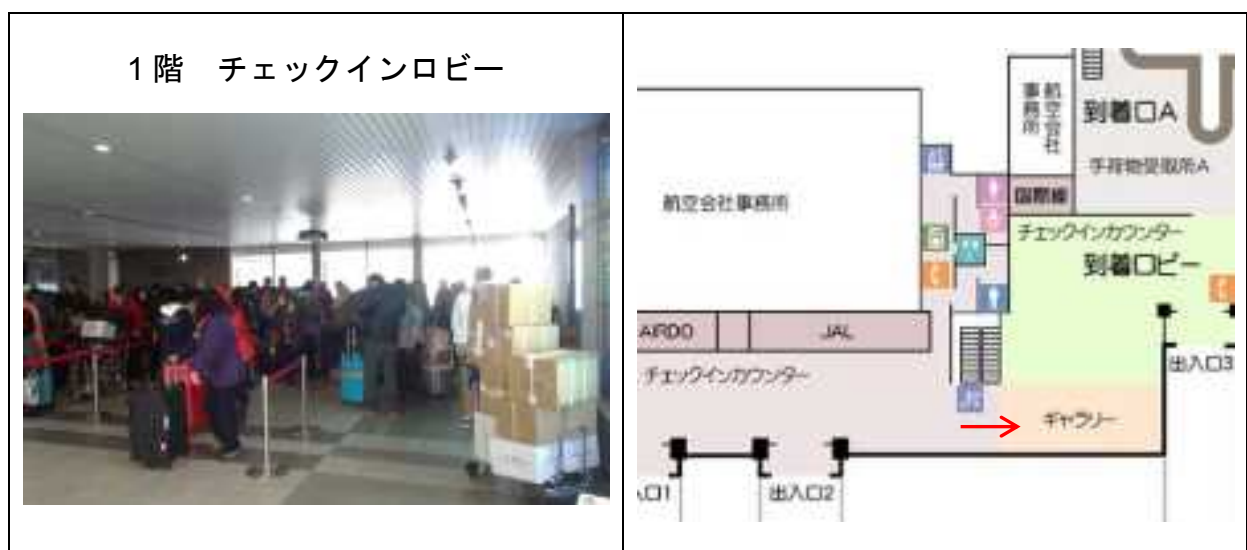 1階 チェックインロビー
航空会社
事務所
到着口A
手荷物受取所A
国際線
航空会社事務所
チェックインカウンター
到着ロビー
AIRDO
JAL
チェックインカウンター
出入口3
ギャラリー
入口1
出入口2